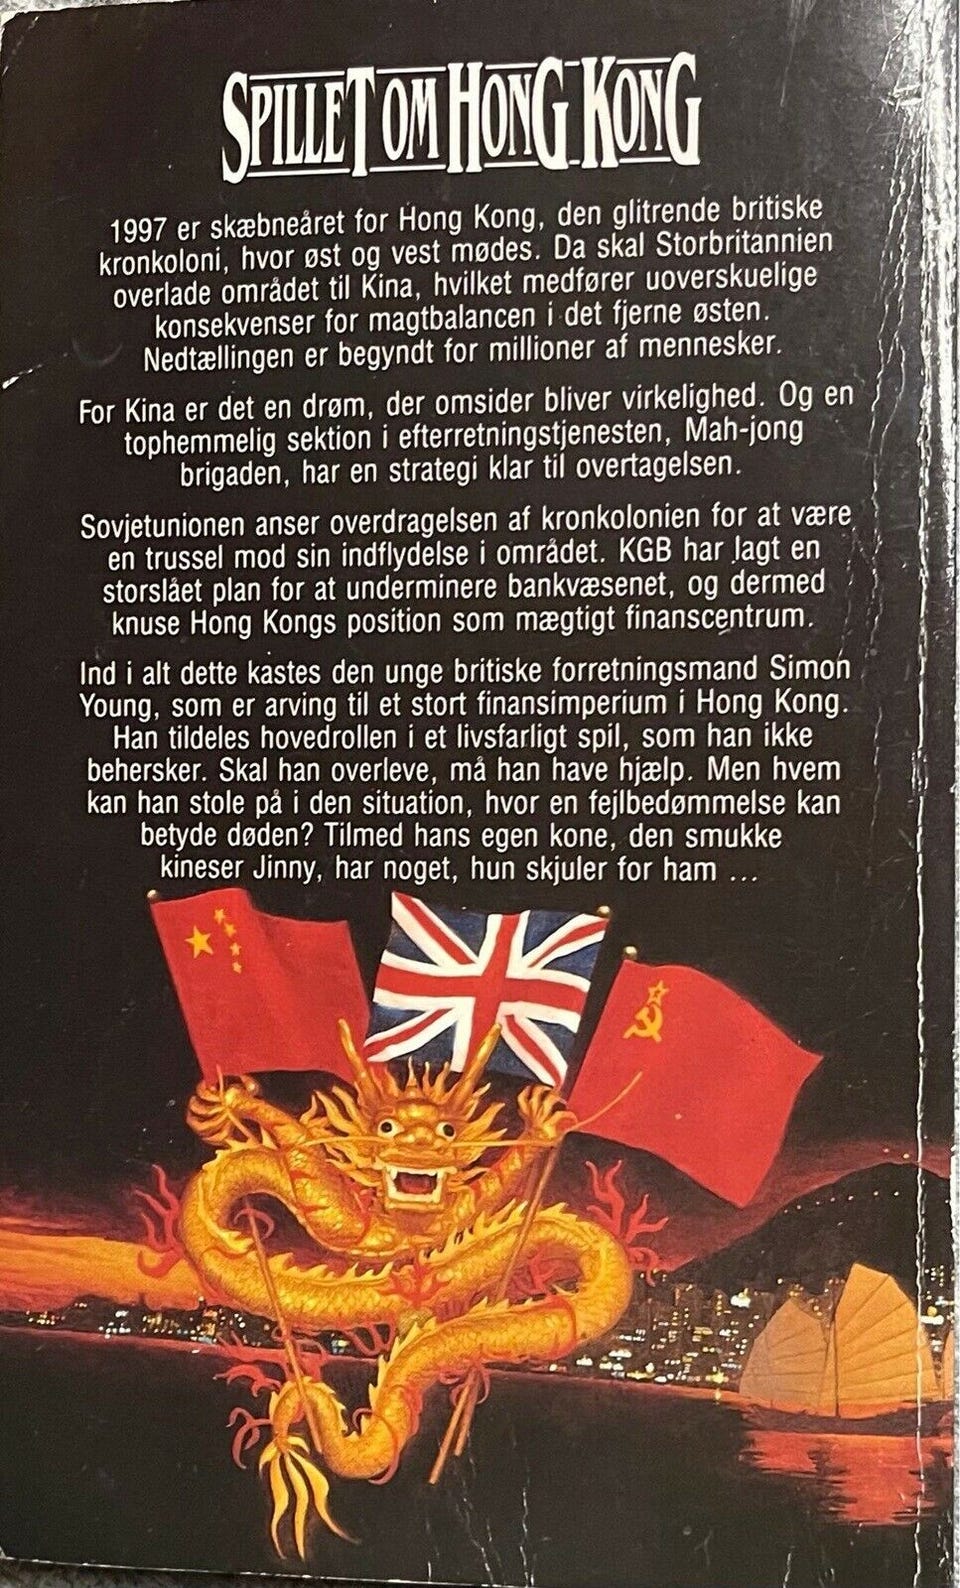 SPILLET OM HONG KONG
1997 er skæbneåret for Hong Kong, den glitrende britiske
kronkoloni, hvor øst og vest mødes. Da skal Storbritannien
overlade området til Kina, hvilket medfører uoverskuelige
konsekvenser for magtbalancen i det fjerne østen.
Nedtællingen er begyndt for millioner af mennesker.
For Kina er det en drøm, der omsider bliver virkelighed. Og en
tophemmelig sektion i efterretningstjenesten, Mah-jong
brigaden, har en strategi klar til overtagelsen.
Sovjetunionen anser overdragelsen af kronkolonien for at være
en trussel mod sin indflydelse i området. KGB har lagt en
storslået plan for at underminere bankvæsenet, og dermed
knuse Hong Kongs position som mægtigt finanscentrum.
Ind i alt dette kastes den unge britiske forretningsmand Simon
Young, som er arving til et stort finansimperium i Hong Kong.
Han tildeles hovedrollen i et livsfarligt spil, som han ikke
behersker. Skal han overleve, må han have hjælp. Men hvem
kan han stole på i den situation, hvor en fejlbedømmelse kan
betyde døden? Tilmed hans egen kone, den smukke
kineser Jinny, har noget, hun skjuler for ham ...